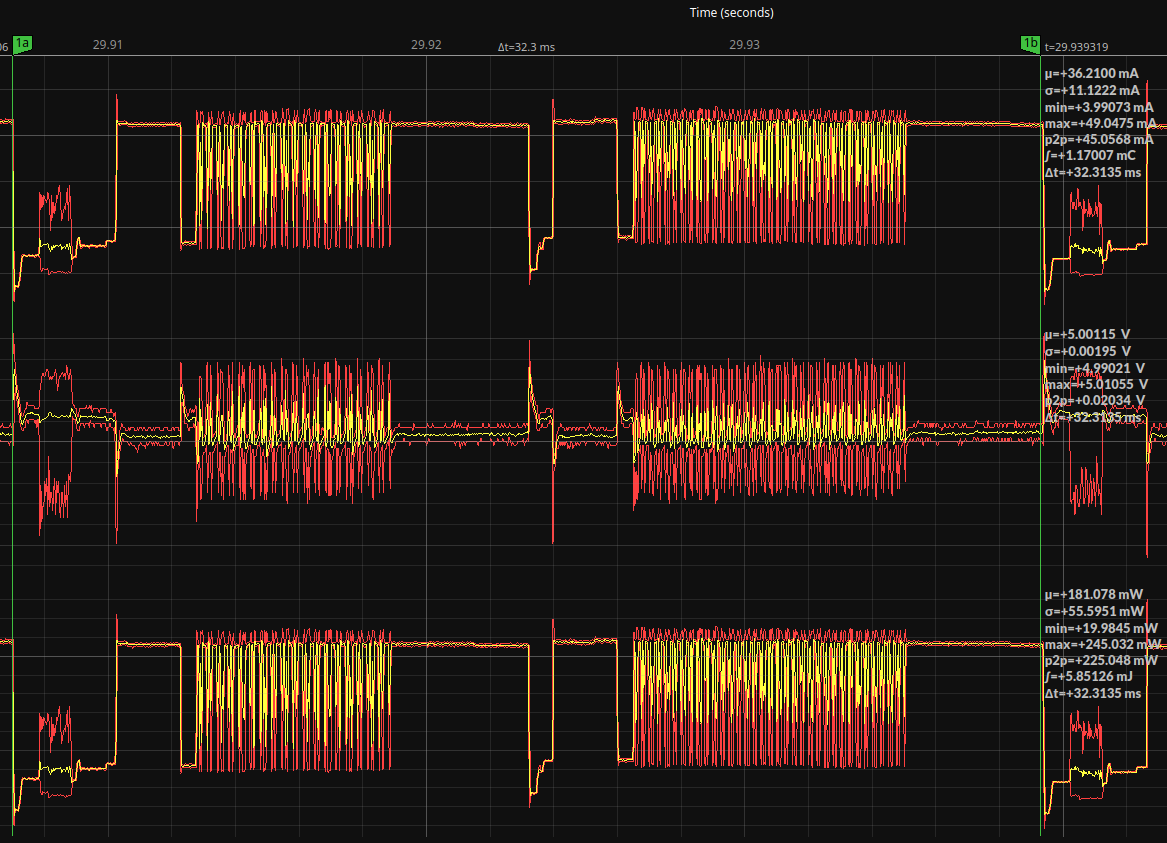 Time (seconds)
06 1a 29.91 29.92 Δt=32.3 ms 29.93 1b t=29.939319
μ=+36.2100 mA
σ=+11.1222 mA
min=+3.99073 mA
max=+49.0475 mA
p2p=+45.0568 mA
∫=+1.17007 mC
Δt=+32.3135 ms
μ=+5.00115 V
σ=+0.00195 V
min=+4.99021 V
max=+5.01055 V
p2p=+0.02034 V
Δt=+32.3135 ms
μ=+181.078 mW
σ=+55.5951 mW
min=+19.9845 mW
max=+245.032 mW
p2p=+225.048 mW
∫=+5.85126 mJ
Δt=+32.3135 ms